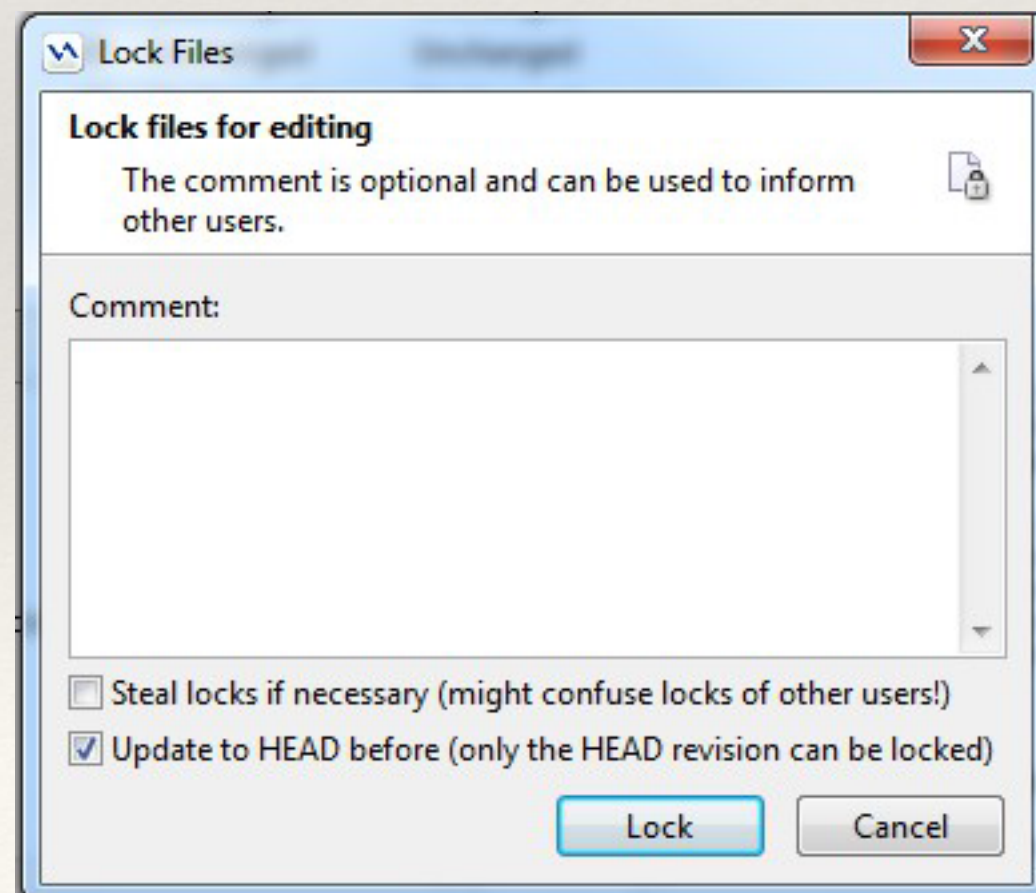 Lock Files
Unchanged
Lock files for editing
The comment is optional and can be used to inform
other users.
Comment:
Steal locks if necessary (might confuse locks of other users!)
Update to HEAD before (only the HEAD revision can be locked)
Lock
Cancel